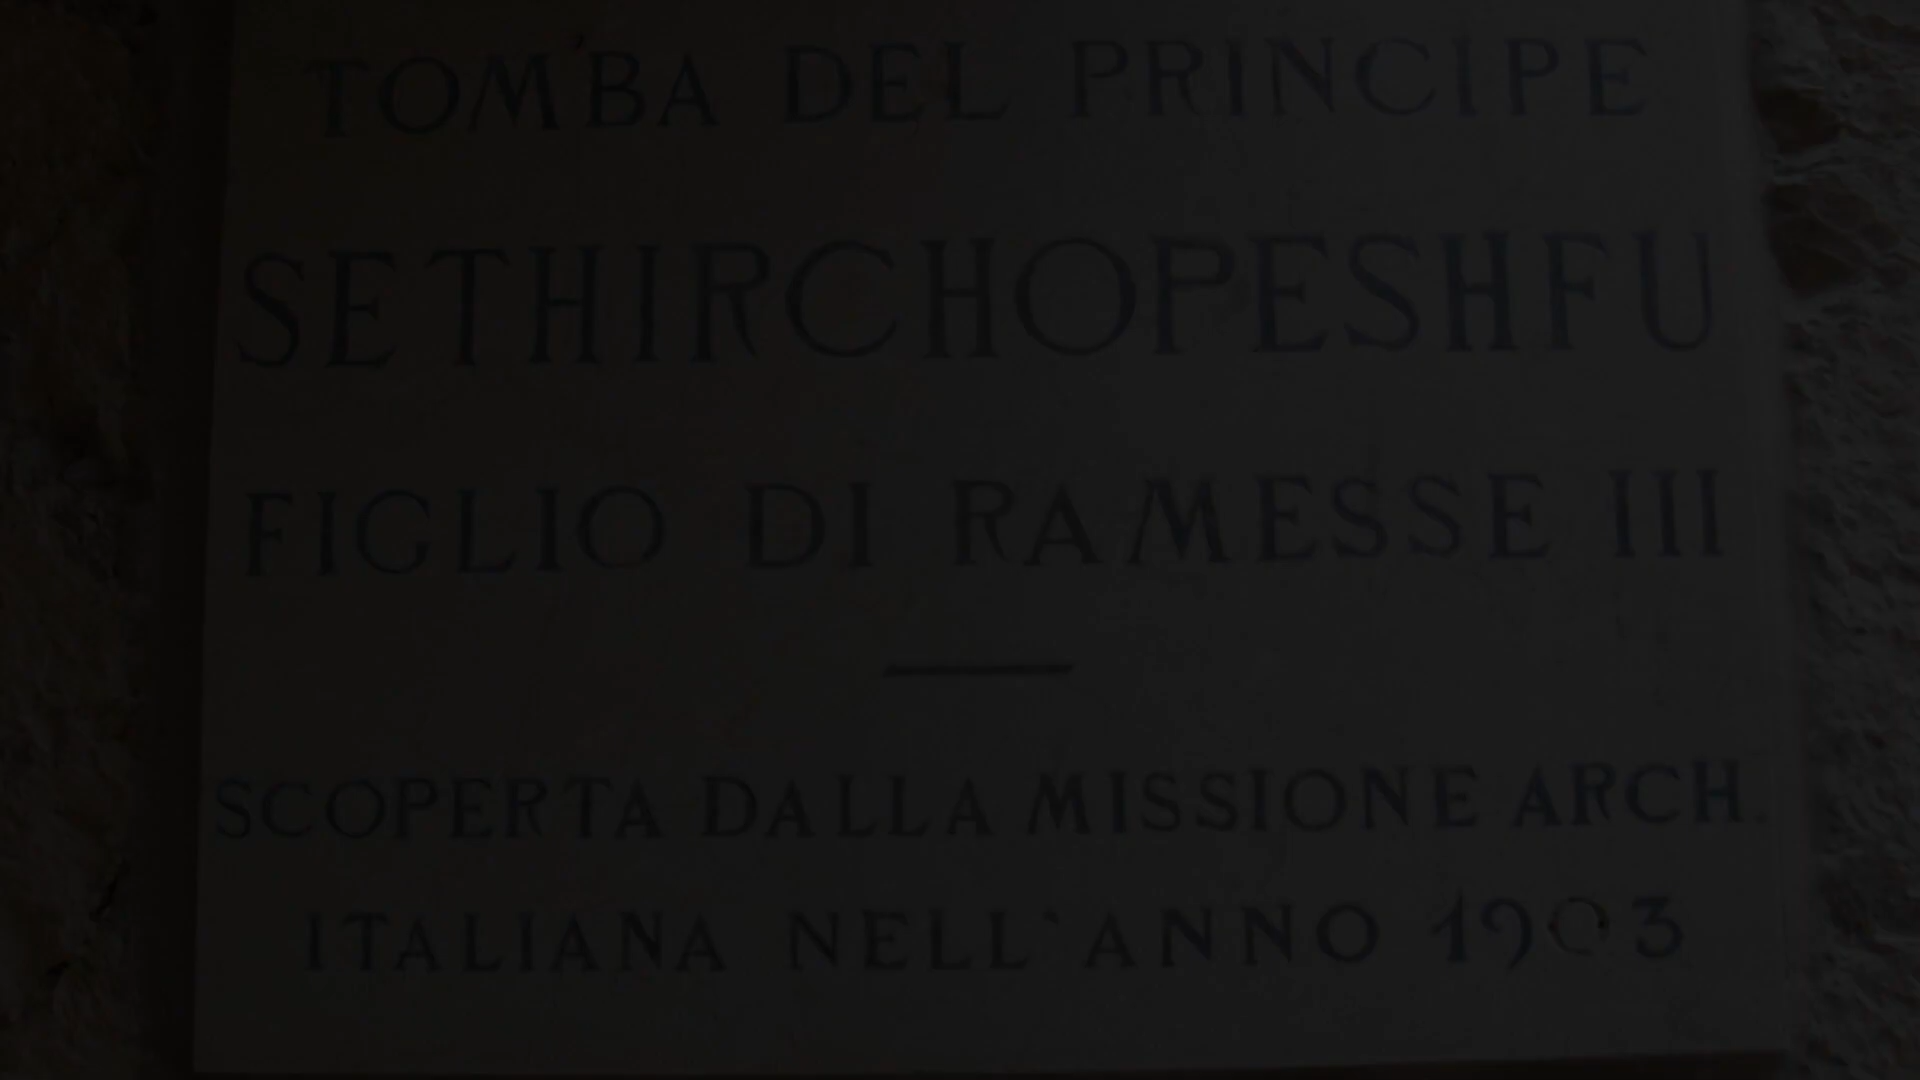 TOMBA DEL PRINCIPE
SETHIRCHOPESHFU
FIGLIO DI RAMESSE III
SCOPERTA DALLA MISSIONE ARCH.
ITALIANA NELL'ANNO 1903